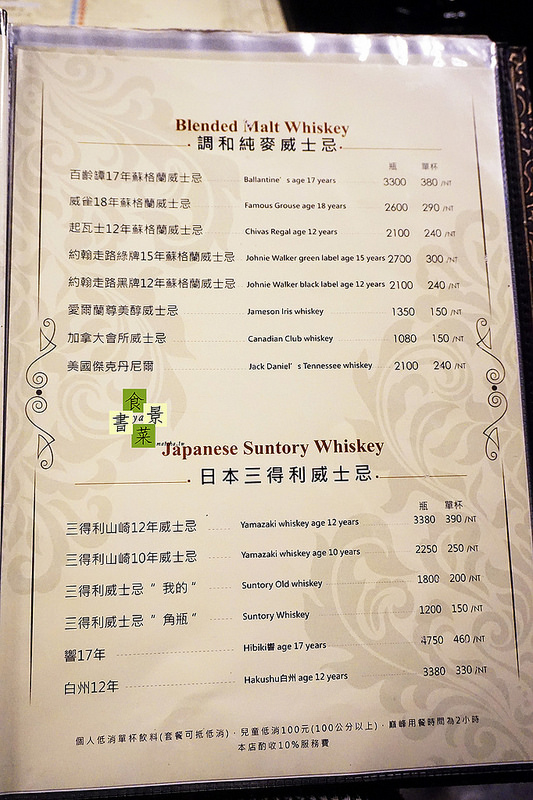 Blended Malt Whiskey
·調和純麥威士忌·
瓶 單杯
百齡譚17年蘇格蘭威士忌 Ballantine's age 17 years 3300 380 /NT
威雀18年蘇格蘭威士忌 Famous Grouse age 18 years 2600 290 /NT
起瓦士12年蘇格蘭威士忌 Chivas Regal age 12 years 2100 240 /NT
約翰走路綠牌15年蘇格蘭威士忌 Johnie Walker green label age 15 years 2700 300 /NT
約翰走路黑牌12年蘇格蘭威士忌 Johnie Walker black label age 12 years 2100 240 /NT
愛爾蘭尊美醇威士忌 Jameson Iris whiskey 1350 150 /NT
加拿大會所威士忌 Canadian Club whiskey 1080 150 /NT
美國傑克丹尼爾 Jack Daniel's Tennessee whiskey 2100 240 /NT
食
書 ya 景
菜
Japanese Suntory Whiskey
·日本三得利威士忌·
瓶 單杯
三得利山崎12年威士忌 Yamazaki whiskey age 12 years 3380 390 /NT
三得利山崎10年威士忌 Yamazaki whiskey age 10 years 2250 250 /NT
三得利威士忌"我的" Suntory Old whiskey 1800 200 /NT
三得利威士忌"角瓶" Suntory Whiskey 1200 150 /NT
響17年 Hibiki響 age 17 years 4750 460 /NT
白州12年 Hakushu白州 age 12 years 3380 330 /NT
個人低消單杯飲料(套餐可抵低消)﹑兒童低消100元(100公分以上)﹑巔峰用餐時間為2小時
本店酌收10%服務費